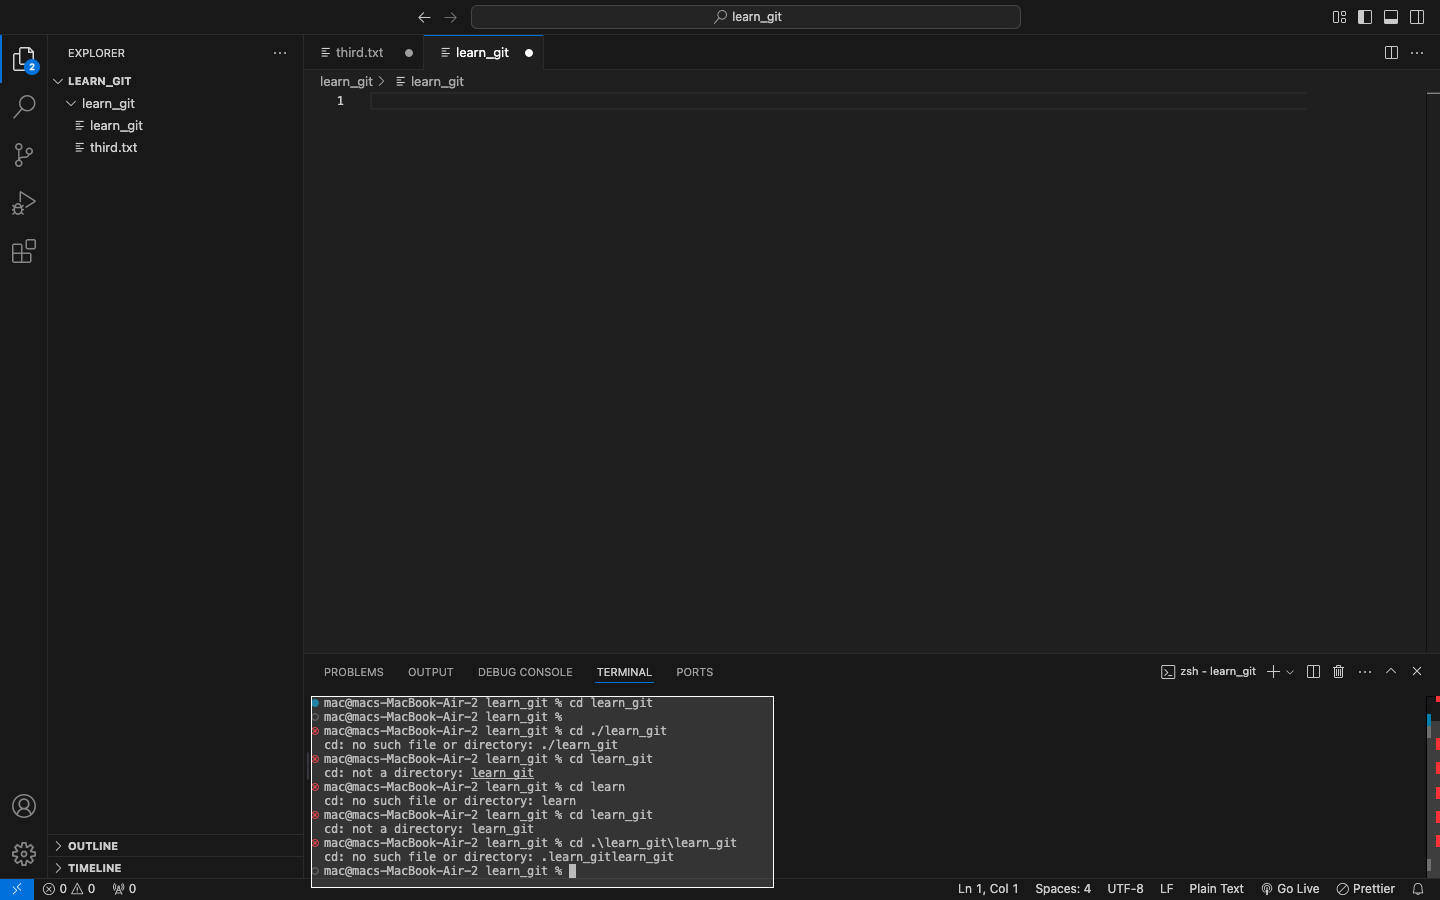 learn_git
EXPLORER
third.txt
learn_git
2
LEARN_GIT
learn_git
learn_git
third.txt
learn_git
learn_git
1
PROBLEMS
OUTPUT
DEBUG CONSOLE
TERMINAL
PORTS
zsh - learn_git
mac@macs-MacBook-Air-2 learn_git % cd learn_git
mac@macs-MacBook-Air-2 learn_git %
mac@macs-MacBook-Air-2 learn_git % cd ./learn_git
cd: no such file or directory: ./learn_git
mac@macs-MacBook-Air-2 learn_git % cd learn_git
cd: not a directory: learn_git
mac@macs-MacBook-Air-2 learn_git % cd learn
cd: no such file or directory: learn
mac@macs-MacBook-Air-2 learn_git % cd learn_git
cd: not a directory: learn_git
mac@macs-MacBook-Air-2 learn_git % cd .\learn_git\learn_git
cd: no such file or directory: .learn_gitlearn_git
mac@macs-MacBook-Air-2 learn_git %
OUTLINE
TIMELINE
0 0 0
Ln 1, Col 1 Spaces: 4 UTF-8 LF Plain Text Go Live Prettier